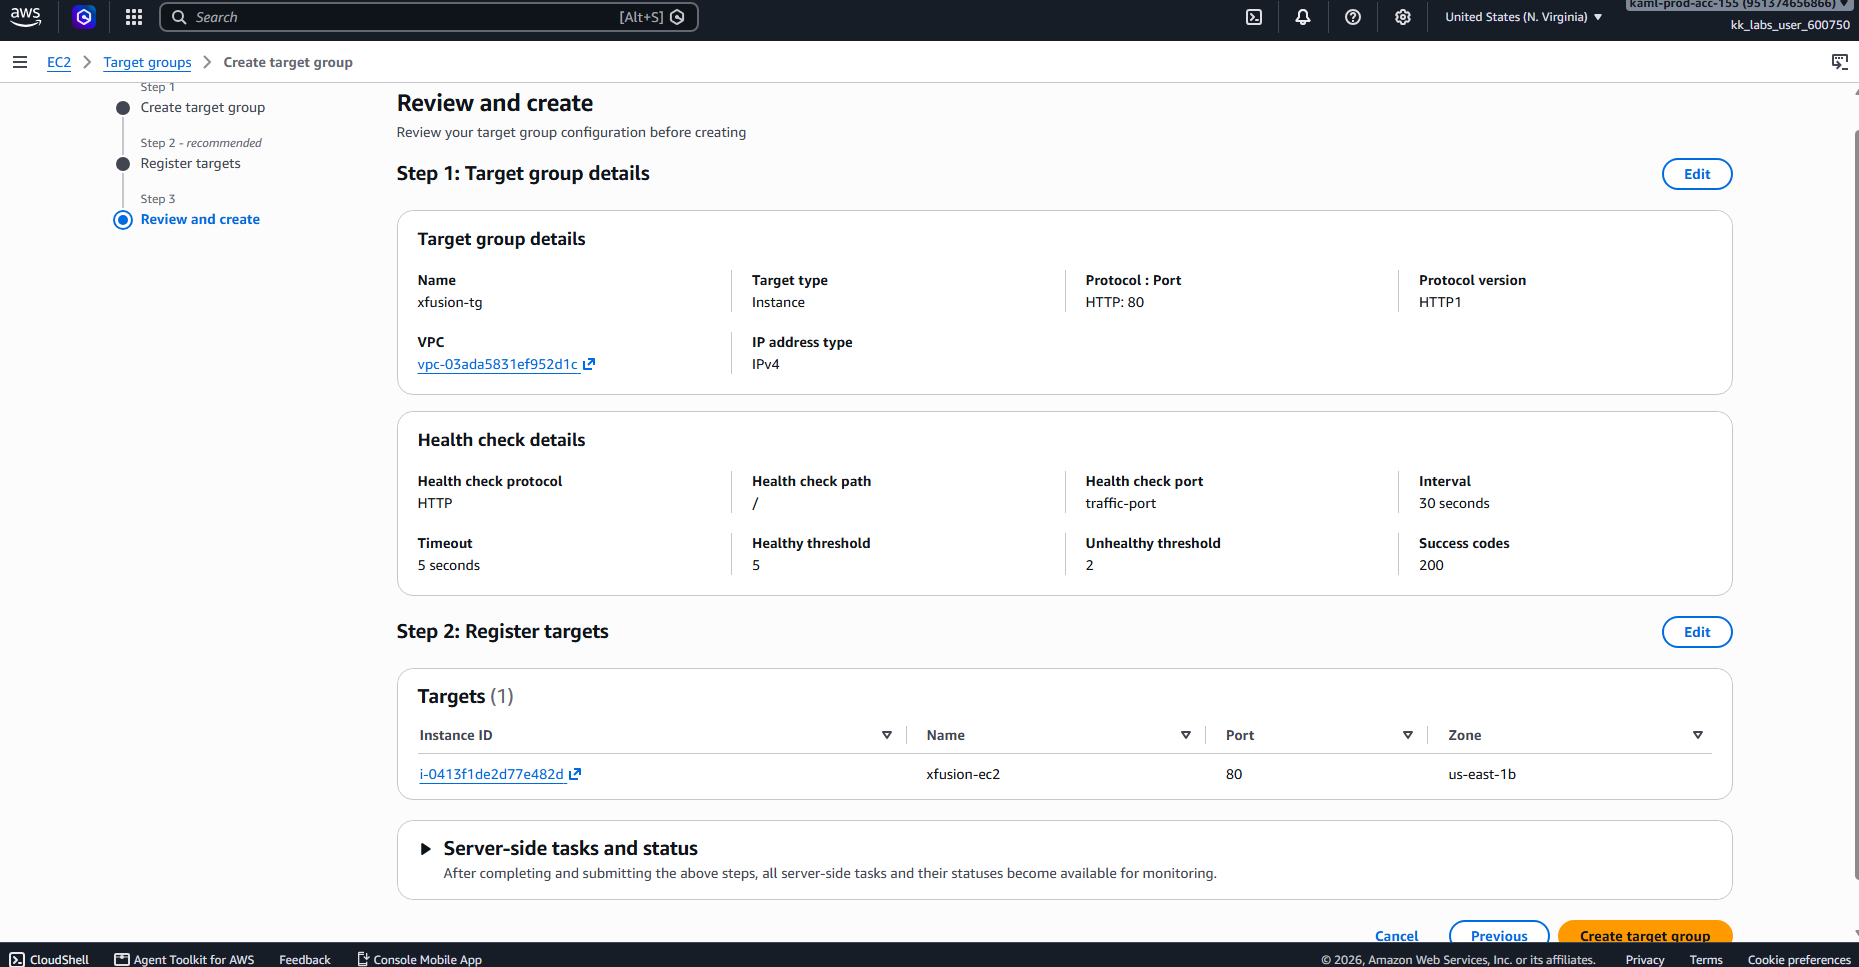 aws
Search
[Alt+S]
United States (N. Virginia)
kaml-prod-acc-155 (951374656866)
kk_labs_user_600750
EC2
Target groups
Create target group
Step 1
Create target group
Step 2 - recommended
Register targets
Step 3
Review and create
Review and create
Review your target group configuration before creating
Step 1: Target group details
Edit
Target group details
Name
Target type
Protocol : Port
Protocol version
xfusion-tg
Instance
HTTP: 80
HTTP1
VPC
IP address type
vpc-03ada5831ef952d1c
IPv4
Health check details
Health check protocol
Health check path
Health check port
Interval
HTTP
/
traffic-port
30 seconds
Timeout
Healthy threshold
Unhealthy threshold
Success codes
5 seconds
5
2
200
Step 2: Register targets
Edit
Targets (1)
Instance ID
Name
Port
Zone
i-0413f1de2d77e482d
xfusion-ec2
80
us-east-1b
Server-side tasks and status
After completing and submitting the above steps, all server-side tasks and their statuses become available for monitoring.
Cancel
Previous
Create target group
CloudShell
Agent Toolkit for AWS
Feedback
Console Mobile App
© 2026, Amazon Web Services, Inc. or its affiliates.
Privacy
Terms
Cookie preferences